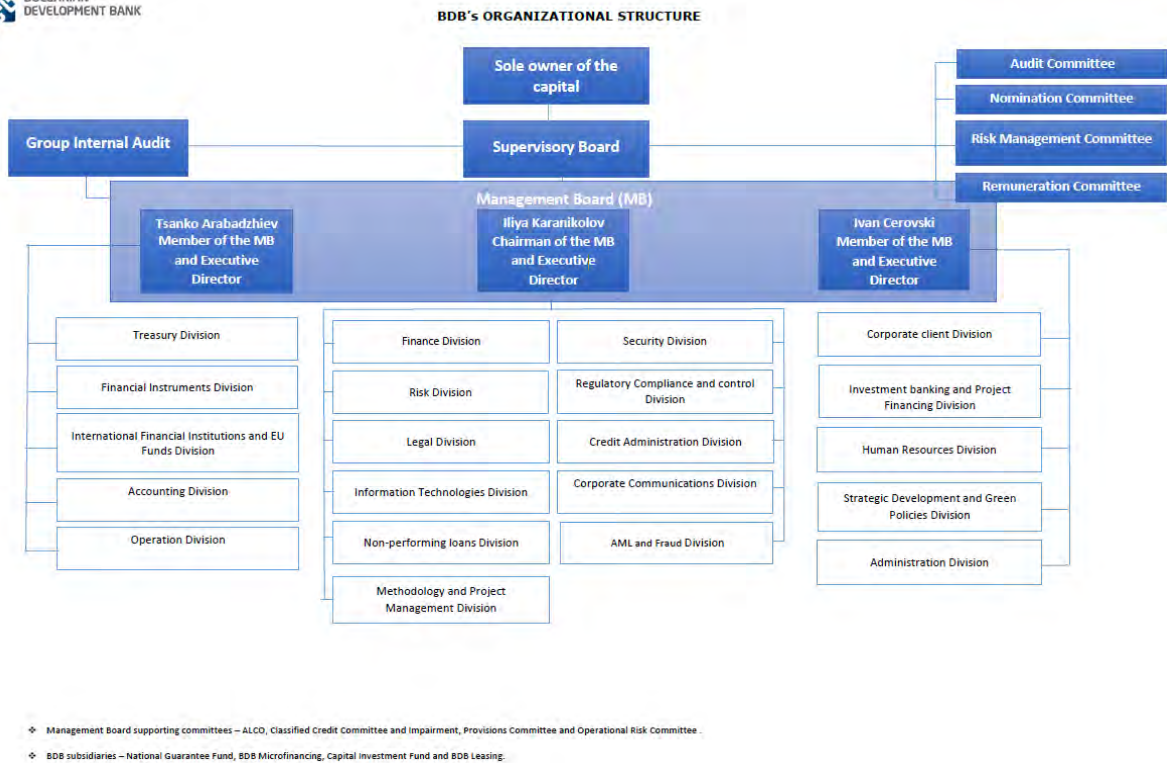 DEVELOPMENT BANK
BDB's ORGANIZATIONAL STRUCTURE
Sole owner of the
capital
Audit Committee
Nomination Committee
Group Internal Audit
Supervisory Board
Risk Management Committee
Remuneration Committee
Management Board (MB)
Tsanko Arabadzhiev
Member of the MB
and Executive
Director
Iliya Karanikolov
Chairman of the MB
and Executive
Director
Ivan Cerovski
Member of the MB
and Executive
Director
Treasury Division
Financial Instruments Division
International Financial Institutions and EU
Funds Division
Accounting Division
Operation Division
Finance Division
Risk Division
Legal Division
Information Technologies Division
Non-performing loans Division
Methodology and Project
Management Division
Security Division
Regulatory Compliance and control
Division
Credit Administration Division
Corporate Communications Division
AML and Fraud Division
Corporate client Division
Investment banking and Project
Financing Division
Human Resources Division
Strategic Development and Green
Policies Division
Administration Division
❖ Management Board supporting committees – ALCO, Classified Credit Committee and Impairment, Provisions Committee and Operational Risk Committee .
❖ BDB subsidiaries – National Guarantee Fund, BDB Microfinancing, Capital Investment Fund and BDB Leasing.